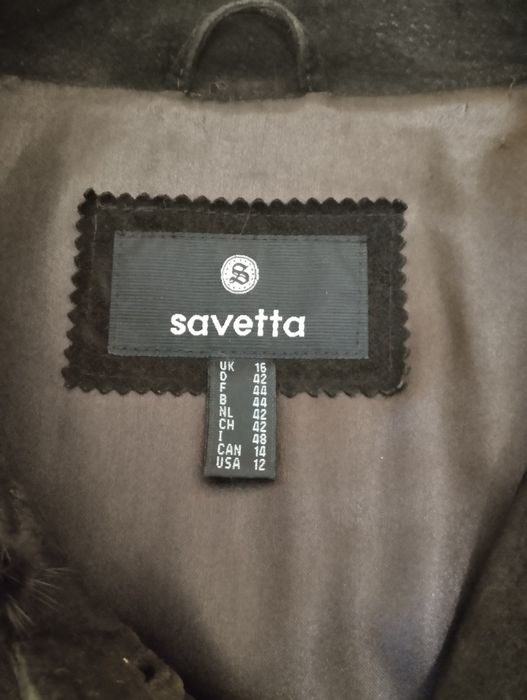 S
savetta
UK 16
D 42
F 44
B 44
NL 42
CH 42
I 48
CAN 14
USA 12